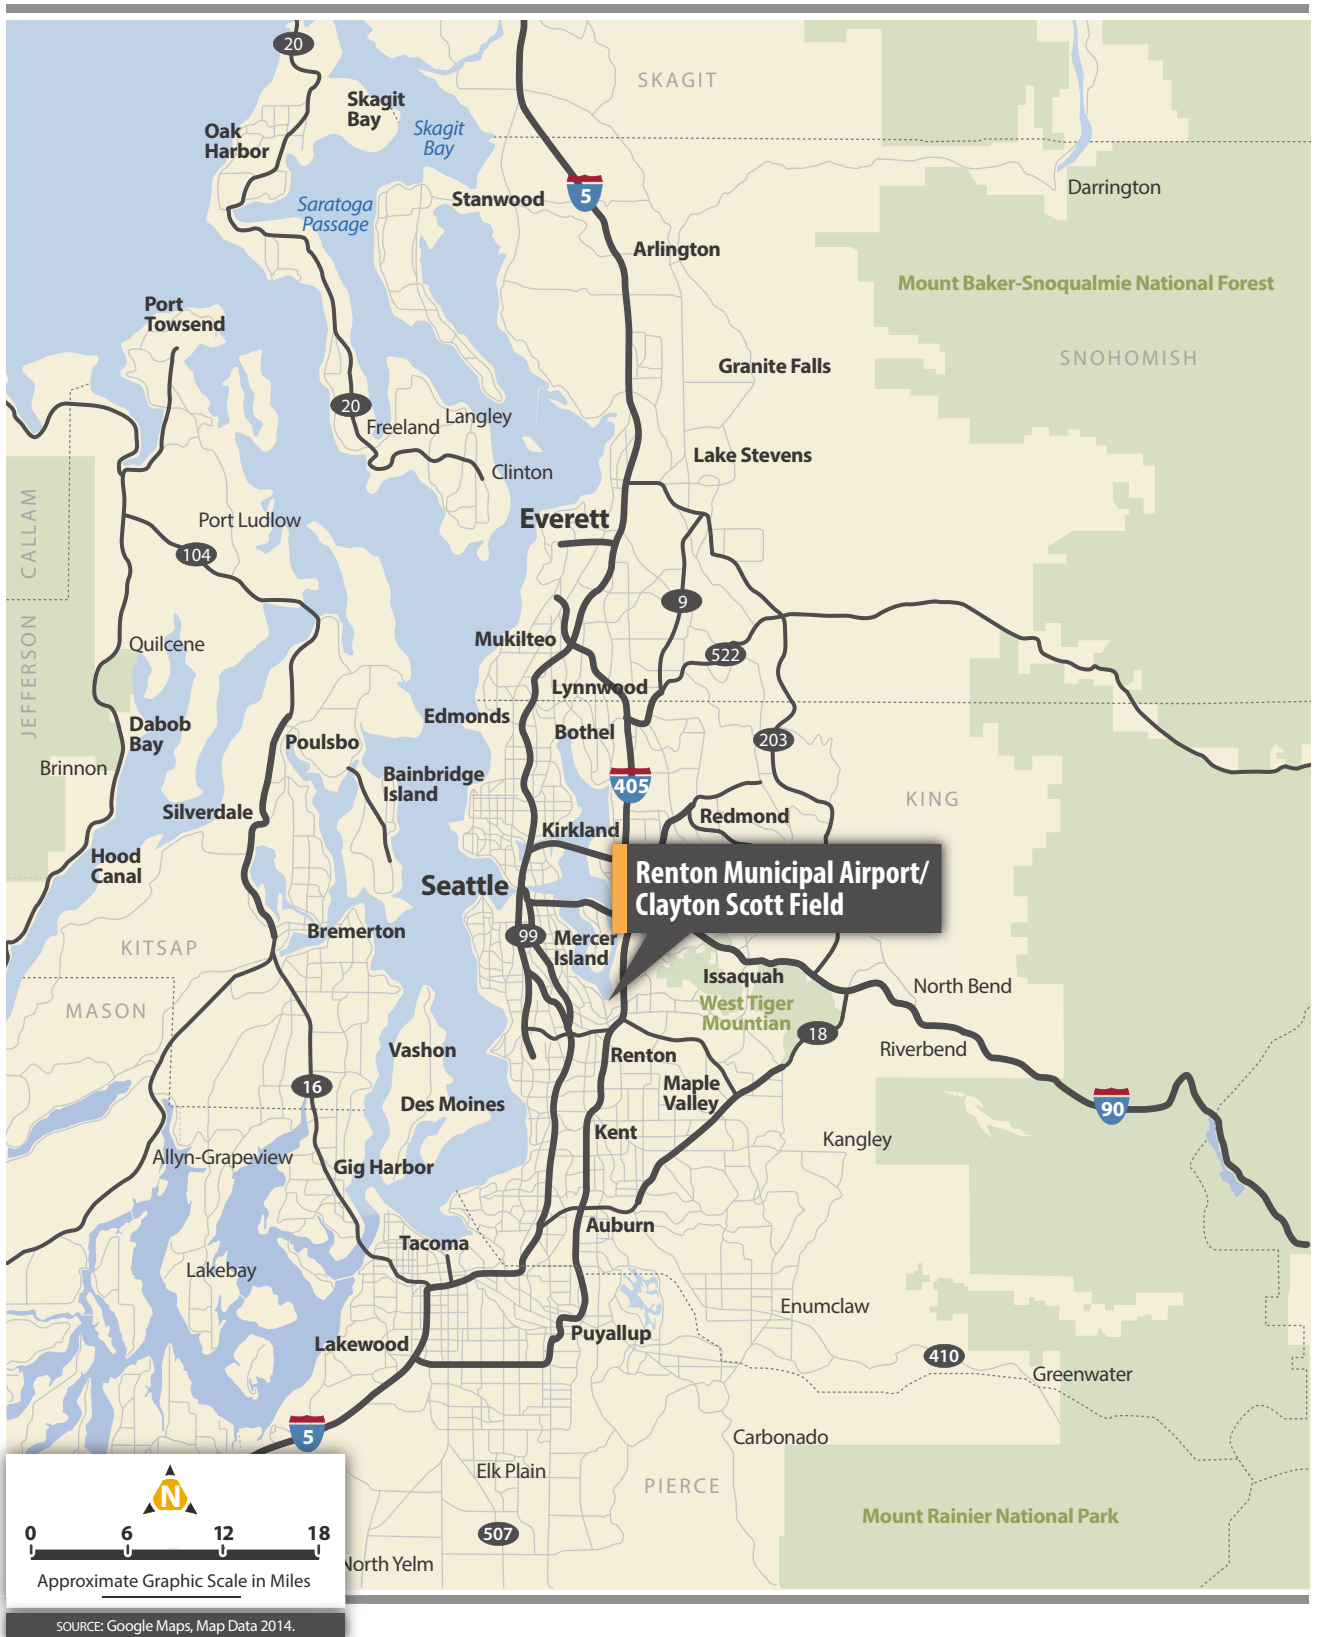 20
SKAGIT
Skagit
Bay
Skagit
Bay
Oak
Harbor
5
Darrington
Stanwood
Saratoga
Passage
Arlington
Mount Baker-Snoqualmie National Forest
Port
Towsend
SNOHOMISH
Granite Falls
20
Langley
Freeland
Lake Stevens
Clinton
CALLAM
Port Ludlow
Everett
104
9
JEFFERSON
Quilcene
Mukilteo
522
Lynnwood
Edmonds
Dabob
Bay
Bothel
Poulsbo
203
Brinnon
Bainbridge
Island
405
KING
Silverdale
Redmond
Kirkland
Hood
Canal
Renton Municipal Airport/
Clayton Scott Field
Seattle
Bremerton
99
Mercer
Island
KITSAP
Issaquah
North Bend
MASON
West Tiger
Mountian
18
Vashon
Renton
Riverbend
16
Maple
Valley
Des Moines
90
Kent
Kangley
Allyn-Grapeview
Gig Harbor
Auburn
Tacoma
Lakebay
Enumclaw
Lakewood
Puyallup
410
Greenwater
5
Carbonado
Elk Plain
PIERCE
Mount Rainier National Park
507
North Yelm
N
0 6 12 18
Approximate Graphic Scale in Miles
SOURCE: Google Maps, Map Data 2014.